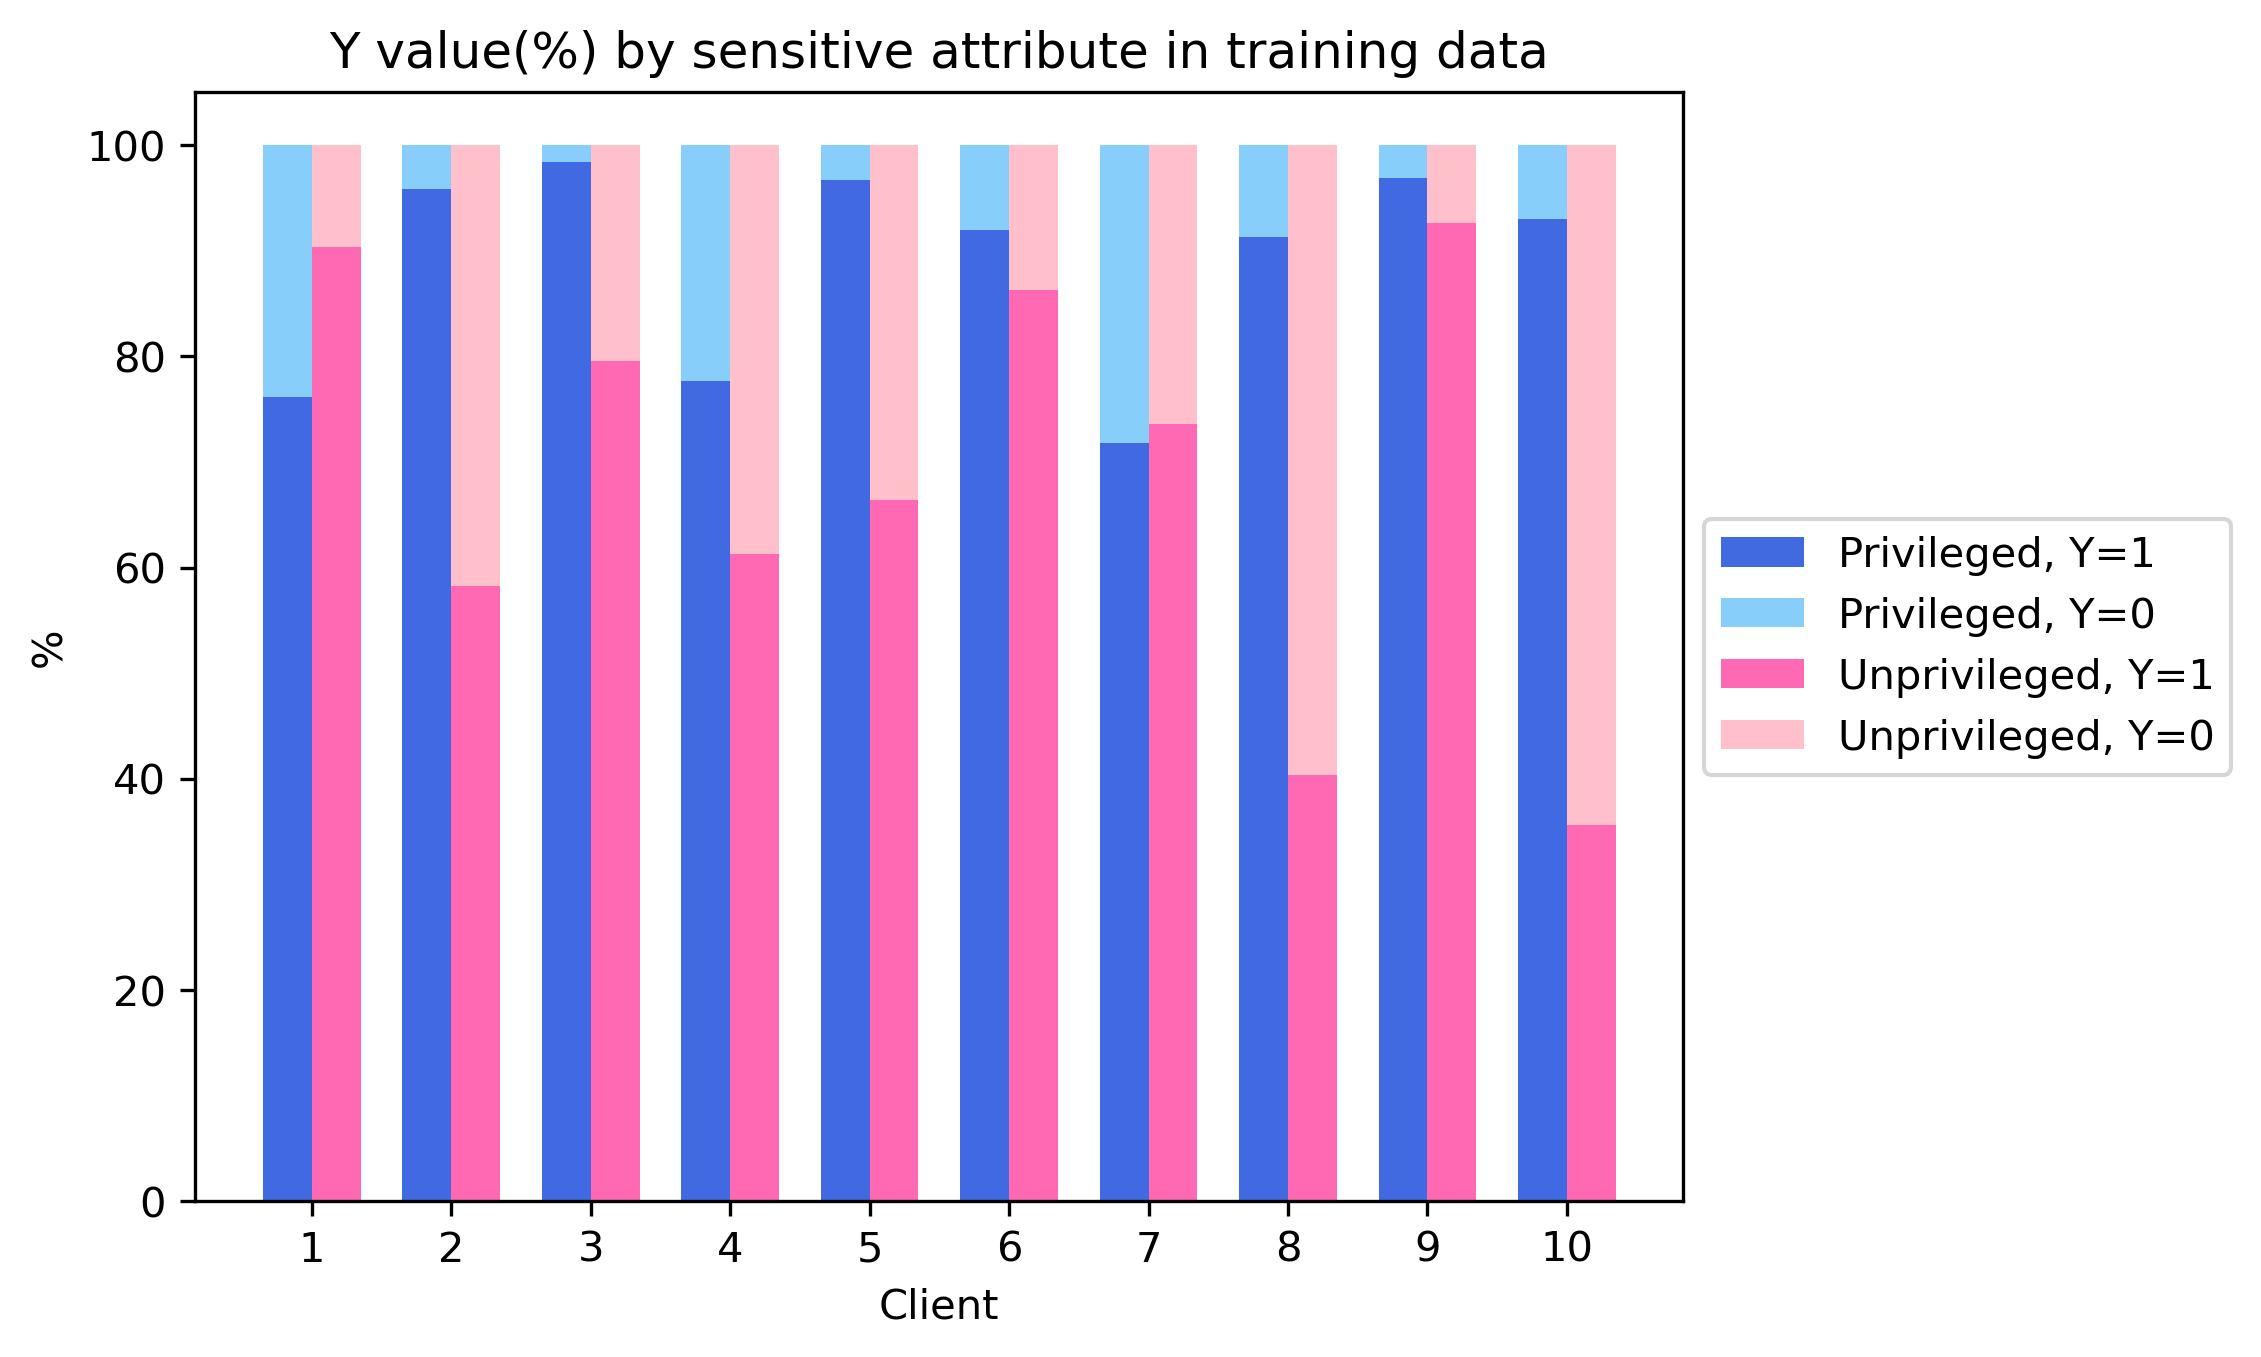 Y value(%) by sensitive attribute in training data
100
80
60
40
20
0
%
1 2 3 4 5 6 7 8 9 10
Client
Privileged, Y=1
Privileged, Y=0
Unprivileged, Y=1
Unprivileged, Y=0